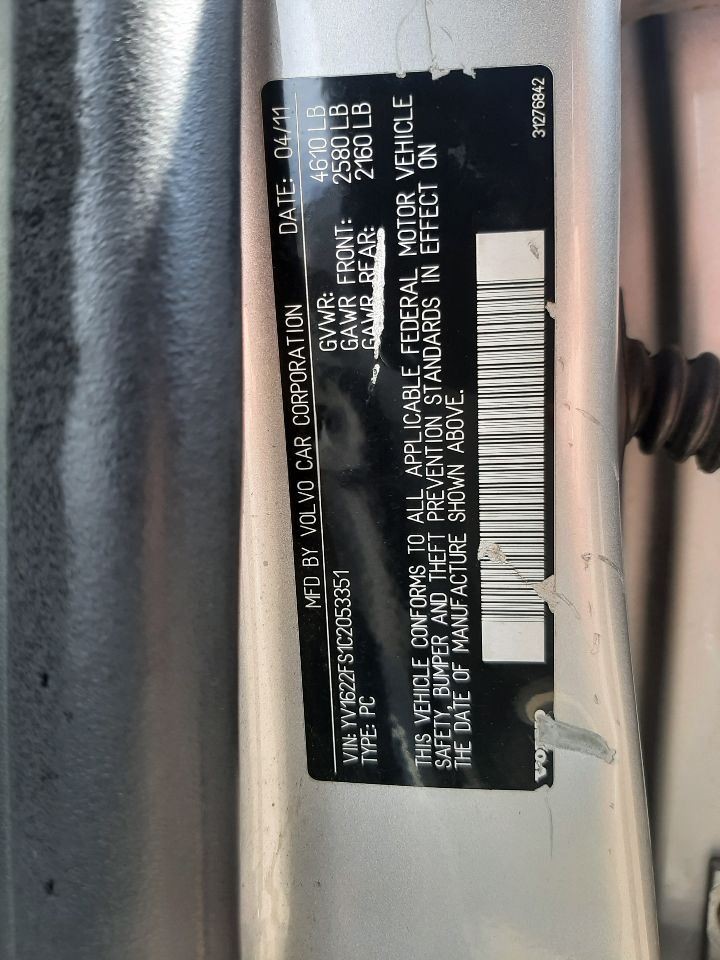 MFD BY VOLVO CAR CORPORATION DATE: 04/11
GVWR: 4610 LB
GAWR FRONT: 2580 LB
GAWR REAR: 2160 LB
VIN: YV1622FS1C2053351
TYPE: PC
THIS VEHICLE CONFORMS TO ALL APPLICABLE FEDERAL MOTOR VEHICLE
SAFETY, BUMPER AND THEFT PREVENTION STANDARDS IN EFFECT ON
THE DATE OF MANUFACTURE SHOWN ABOVE.
31276842